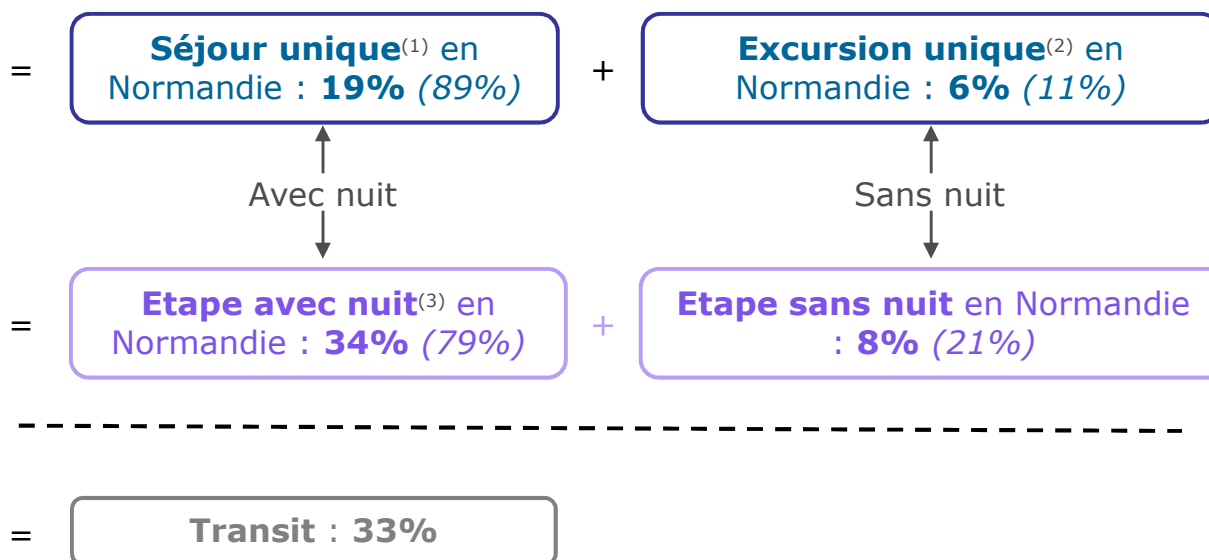 = Séjour unique(1) en + Excursion unique(2) en
Normandie : 19% (89%) Normandie : 6% (11%)
Avec nuit Sans nuit
= Etape avec nuit(3) en + Etape sans nuit en Normandie
Normandie : 34% (79%) : 8% (21%)
= Transit : 33%